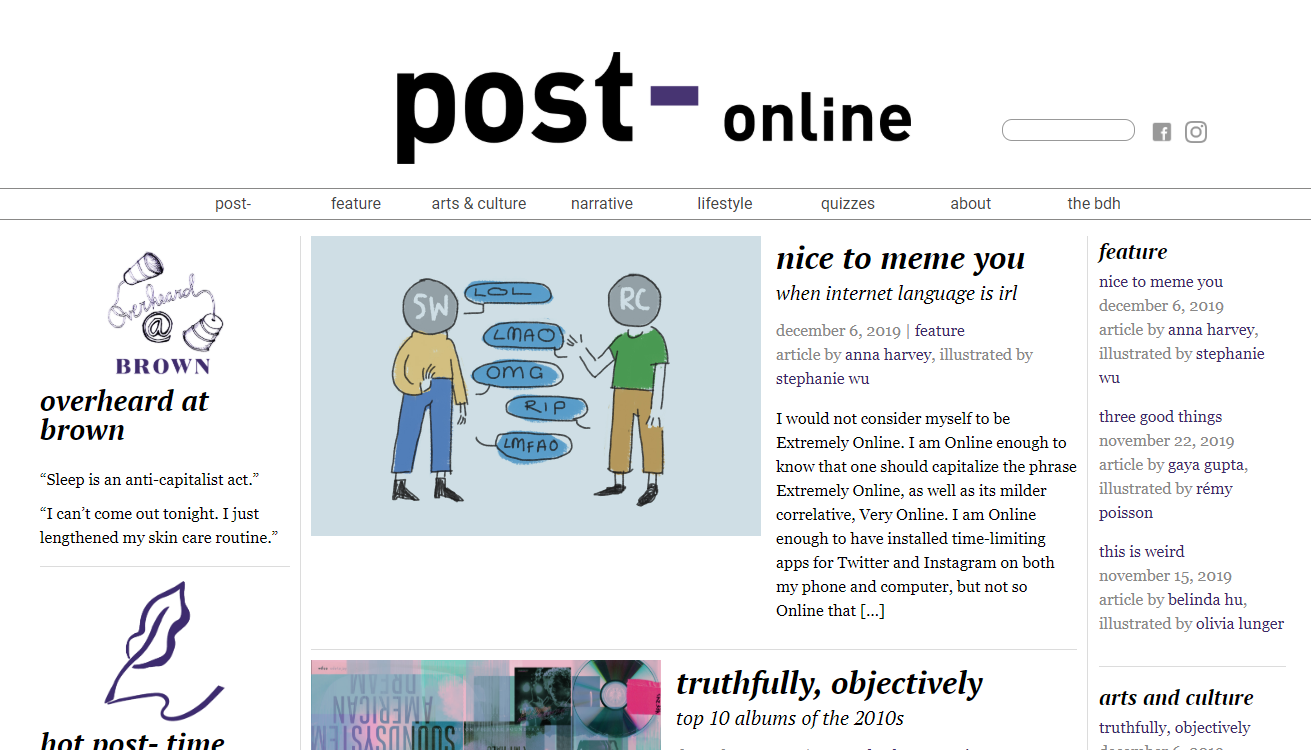 post- online
post-
feature
arts & culture
narrative
lifestyle
quizzes
about
the bdh
Overheard
@
BROWN
overheard at
brown
“Sleep is an anti-capitalist act.”
“I can’t come out tonight. I just
lengthened my skin care routine.”
hot post- time
SW
RC
LOL
LMAO
OMG
RIP
LMFAO
nice to meme you
when internet language is irl
december 6, 2019 | feature
article by anna harvey, illustrated by
stephanie wu
I would not consider myself to be
Extremely Online. I am Online enough to
know that one should capitalize the phrase
Extremely Online, as well as its milder
correlative, Very Online. I am Online
enough to have installed time-limiting
apps for Twitter and Instagram on both
my phone and computer, but not so
Online that [...]
AMERICAN
DREAM
SOUNDSYSTEM
truthfully, objectively
top 10 albums of the 2010s
feature
nice to meme you
december 6, 2019
article by anna harvey,
illustrated by stephanie
wu
three good things
november 22, 2019
article by gaya gupta,
illustrated by rémy
poisson
this is weird
november 15, 2019
article by belinda hu,
illustrated by olivia lunger
arts and culture
truthfully, objectively
december 6, 2019